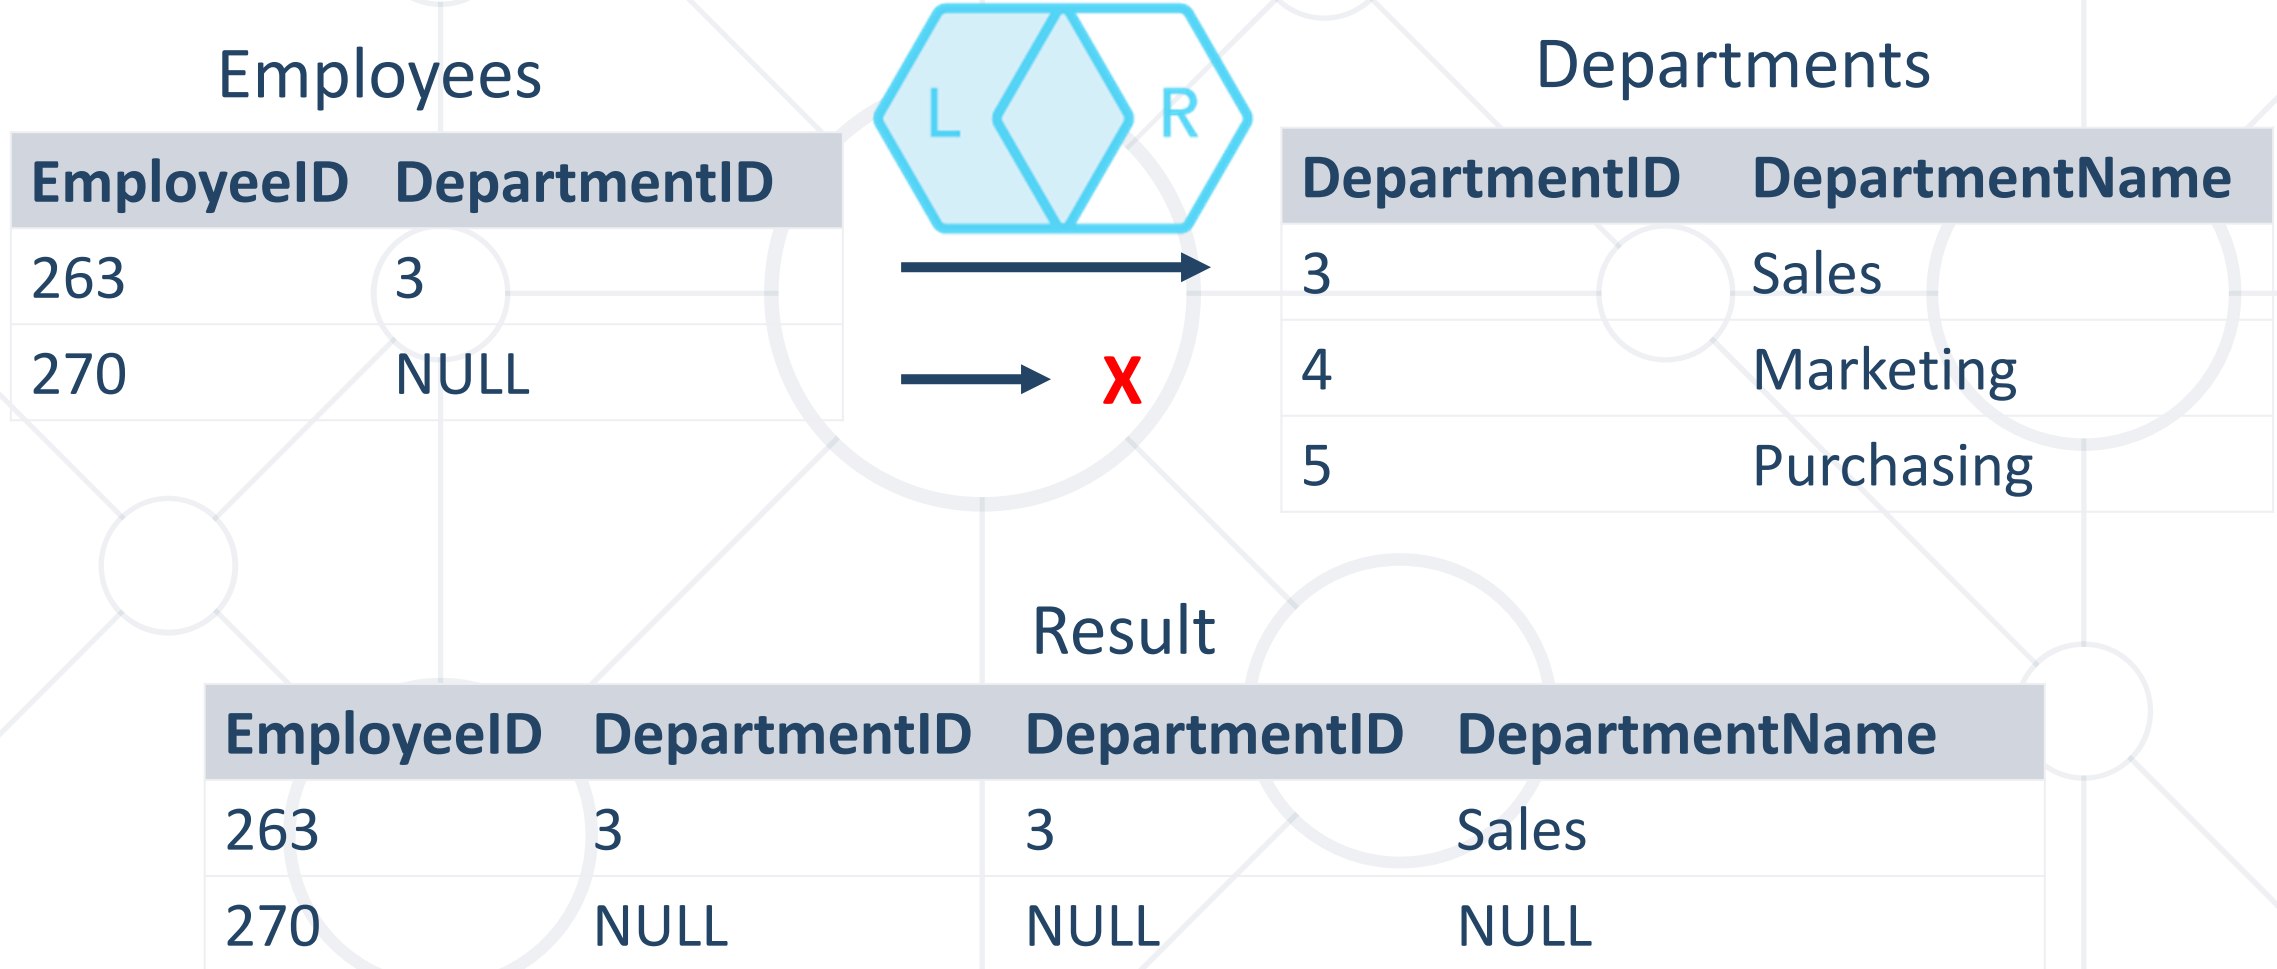 Employees
Departments
L R
EmployeeID DepartmentID
263 3
270 NULL
X
DepartmentID DepartmentName
3 Sales
4 Marketing
5 Purchasing
Result
EmployeeID DepartmentID DepartmentID DepartmentName
263 3 3 Sales
270 NULL NULL NULL